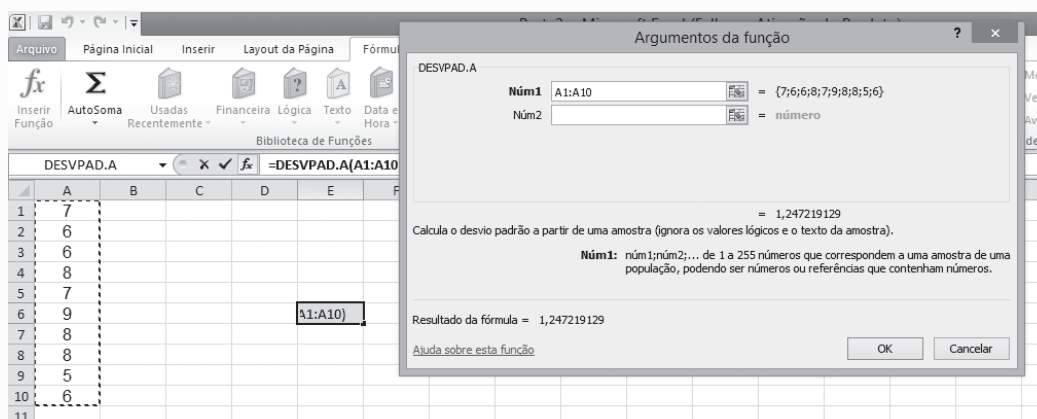 Argumentos da função
Arquivo Página Inicial Inserir Layout da Página Fórmul
Inserir Função
AutoSoma
Usadas Recentemente
Financeira
Lógica
Texto
Data e Hora
Biblioteca de Funções
DESVPAD.A =DESVPAD.A(A1:A10
A B C D E F
1 7
2 6
3 6
4 8
5 7
6 9 A1:A10)
7 8
8 8
9 5
10 6
11
DESVPAD.A
Núm1 A1:A10 = {7;6;6;8;7;9;8;8;5;6}
Núm2 = número
= 1,247219129
Calcula o desvio padrão a partir de uma amostra (ignora os valores lógicos e o texto da amostra).
Núm1: núm1;núm2;... de 1 a 255 números que correspondem a uma amostra de uma
população, podendo ser números ou referências que contenham números.
Resultado da fórmula = 1,247219129
Ajuda sobre esta função
OK Cancelar